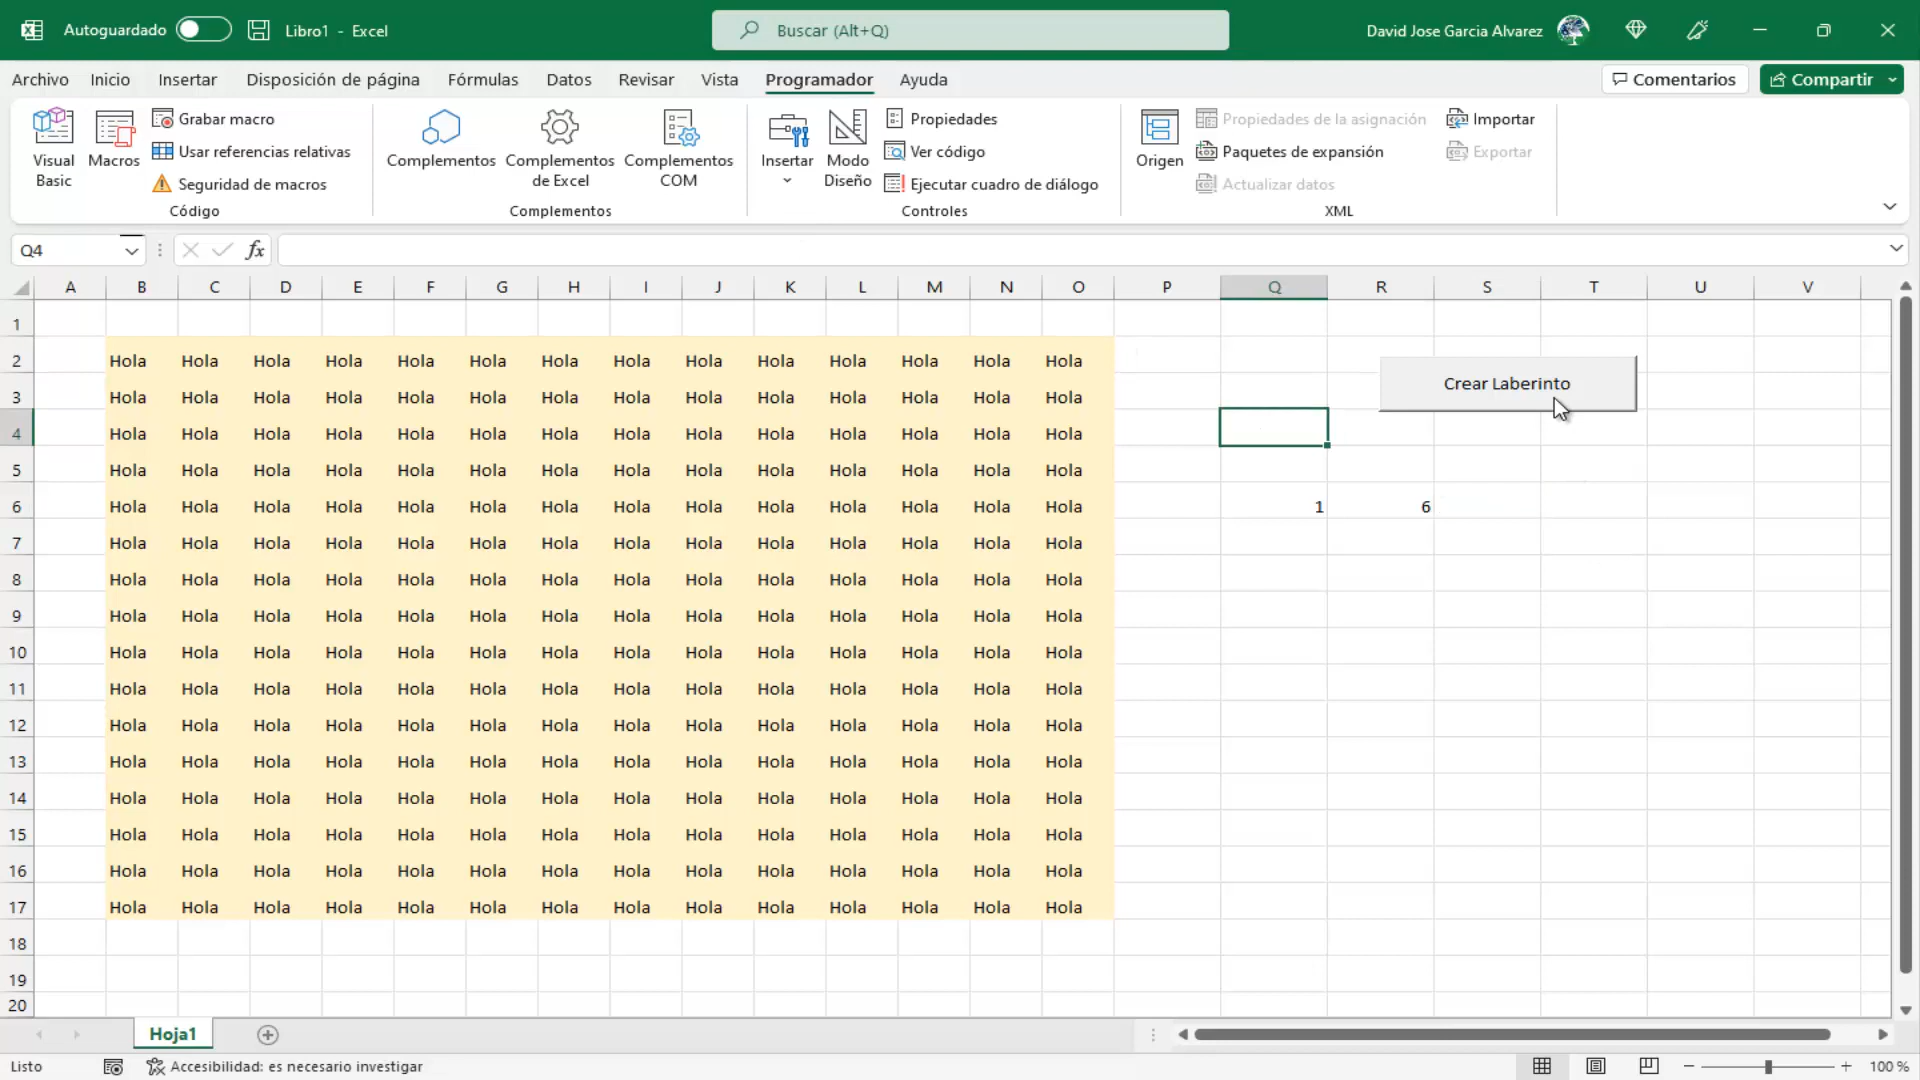 Autoguardado Libro1 - Excel Buscar (Alt+Q) David Jose Garcia Alvarez
Archivo Inicio Insertar Disposición de página Fórmulas Datos Revisar Vista Programador Ayuda Comentarios Compartir
Visual Basic Macros Grabar macro Usar referencias relativas Seguridad de macros
Código
Complementos Complementos de Excel Complementos COM
Complementos
Insertar Modo Diseño Propiedades Ver código Ejecutar cuadro de diálogo
Controles
Origen Propiedades de la asignación Paquetes de expansión Actualizar datos Importar Exportar
XML
Q4 fx
A B C D E F G H I J K L M N O P Q R S T U V
1
2 Hola Hola Hola Hola Hola Hola Hola Hola Hola Hola Hola Hola Hola Hola
Crear Laberinto
3 Hola Hola Hola Hola Hola Hola Hola Hola Hola Hola Hola Hola Hola Hola
4 Hola Hola Hola Hola Hola Hola Hola Hola Hola Hola Hola Hola Hola Hola
5 Hola Hola Hola Hola Hola Hola Hola Hola Hola Hola Hola Hola Hola Hola
6 Hola Hola Hola Hola Hola Hola Hola Hola Hola Hola Hola Hola Hola Hola 1 6
7 Hola Hola Hola Hola Hola Hola Hola Hola Hola Hola Hola Hola Hola Hola
8 Hola Hola Hola Hola Hola Hola Hola Hola Hola Hola Hola Hola Hola Hola
9 Hola Hola Hola Hola Hola Hola Hola Hola Hola Hola Hola Hola Hola Hola
10 Hola Hola Hola Hola Hola Hola Hola Hola Hola Hola Hola Hola Hola Hola
11 Hola Hola Hola Hola Hola Hola Hola Hola Hola Hola Hola Hola Hola Hola
12 Hola Hola Hola Hola Hola Hola Hola Hola Hola Hola Hola Hola Hola Hola
13 Hola Hola Hola Hola Hola Hola Hola Hola Hola Hola Hola Hola Hola Hola
14 Hola Hola Hola Hola Hola Hola Hola Hola Hola Hola Hola Hola Hola Hola
15 Hola Hola Hola Hola Hola Hola Hola Hola Hola Hola Hola Hola Hola Hola
16 Hola Hola Hola Hola Hola Hola Hola Hola Hola Hola Hola Hola Hola Hola
17 Hola Hola Hola Hola Hola Hola Hola Hola Hola Hola Hola Hola Hola Hola
18
19
20
Hoja1
Listo Accesibilidad: es necesario investigar 100 %